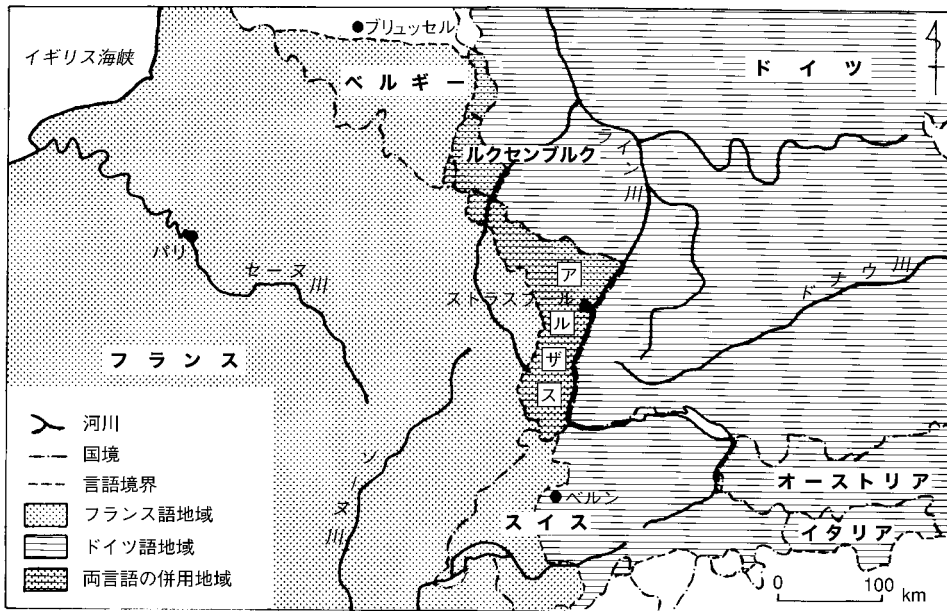 イギリス海峡
ブリュッセル
ベルギー
ドイツ
ルクセンブルク
ライン川
パリ
セーヌ川
ストラスブール
アルザス
ドナウ川
フランス
ソーヌ川
ベルン
スイス
オーストリア
イタリア
河川
国境
言語境界
フランス語地域
ドイツ語地域
両言語の併用地域
0 100 km